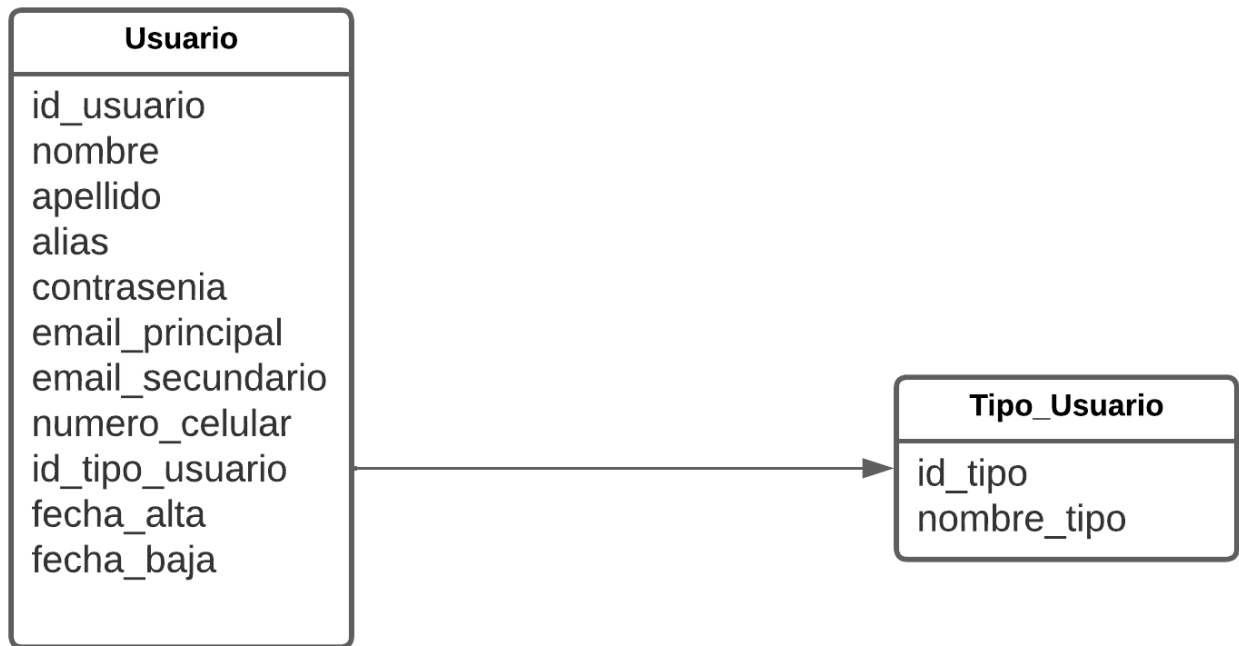 Usuario
id_usuario
nombre
apellido
alias
contrasenia
email_principal
email_secundario
numero_celular
id_tipo_usuario
fecha_alta
fecha_baja
Tipo_Usuario
id_tipo
nombre_tipo